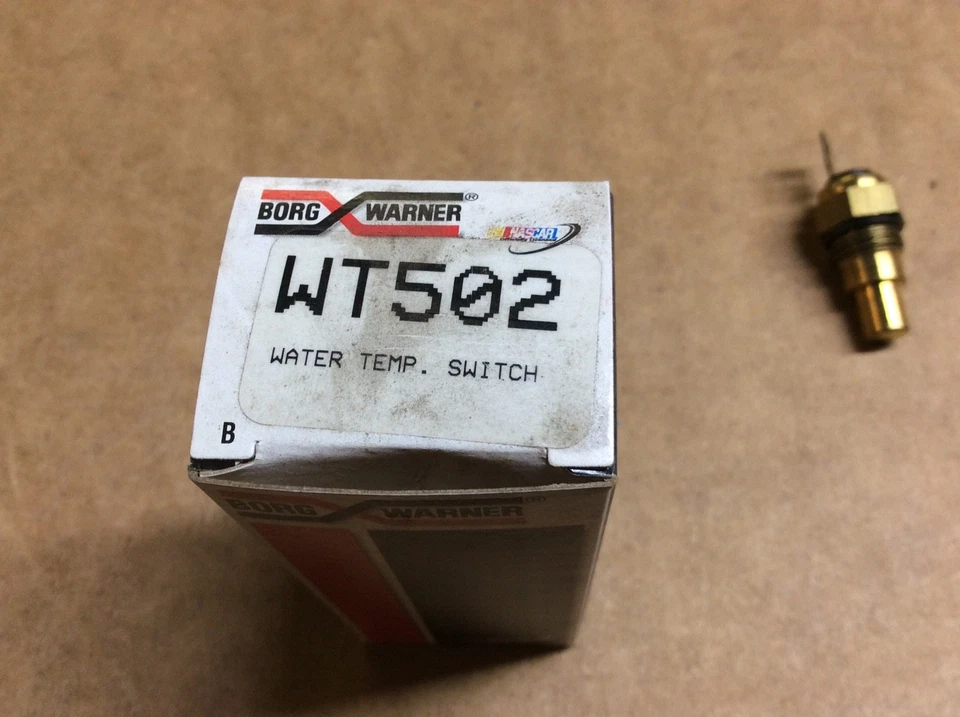 BORG WARNER®
NASCAR
WT502
WATER TEMP. SWITCH
B
BORG WARNER®